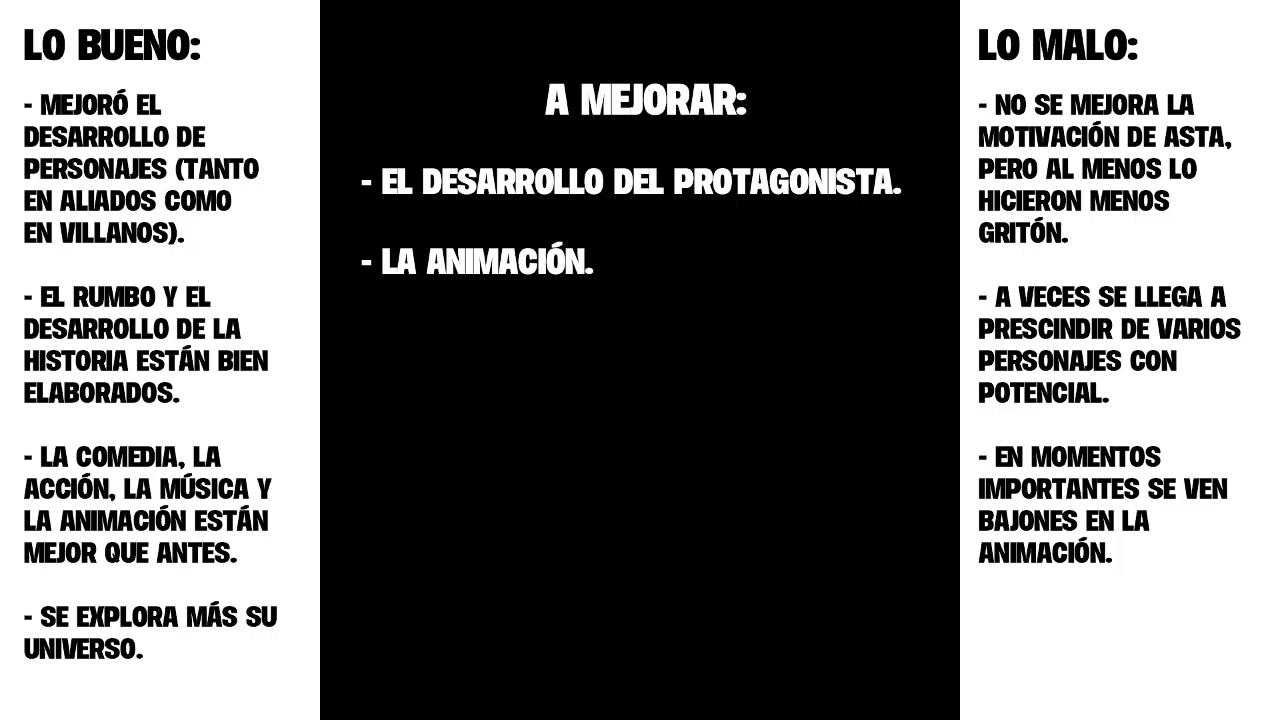 LO BUENO:
- MEJORÓ EL
DESARROLLO DE
PERSONAJES (TANTO
EN ALIADOS COMO
EN VILLANOS).
- EL RUMBO Y EL
DESARROLLO DE LA
HISTORIA ESTÁN BIEN
ELABORADOS.
- LA COMEDIA, LA
ACCIÓN, LA MÚSICA Y
LA ANIMACIÓN ESTÁN
MEJOR QUE ANTES.
- SE EXPLORA MÁS SU
UNIVERSO.
A MEJORAR:
- EL DESARROLLO DEL PROTAGONISTA.
- LA ANIMACIÓN.
LO MALO:
- NO SE MEJORA LA
MOTIVACIÓN DE ASTA,
PERO AL MENOS LO
HICIERON MENOS
GRITÓN.
- A VECES SE LLEGA A
PRESCINDIR DE VARIOS
PERSONAJES CON
POTENCIAL.
- EN MOMENTOS
IMPORTANTES SE VEN
BAJONES EN LA
ANIMACIÓN.